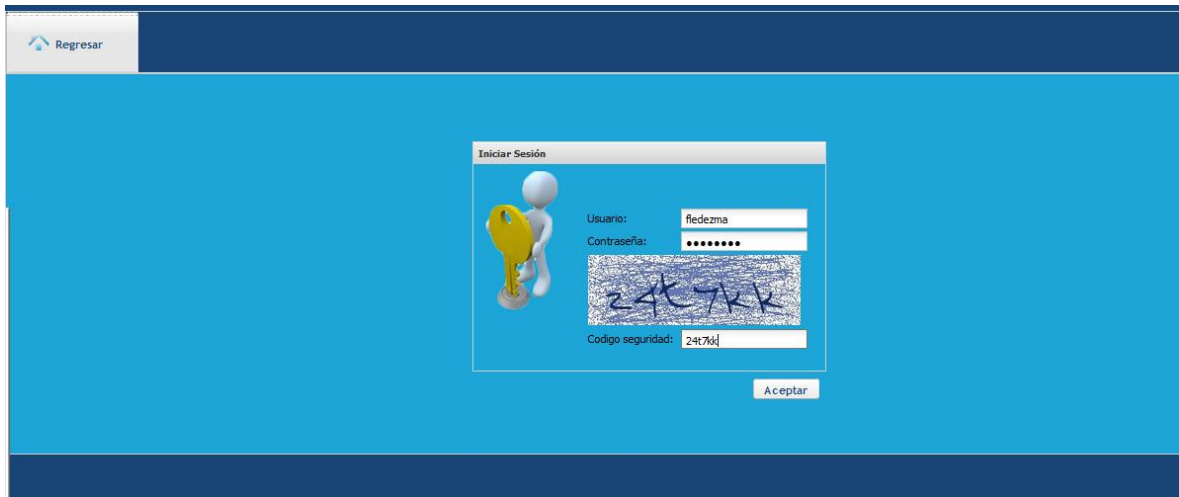 Regresar
Iniciar Sesión
Usuario: fledezma
Contraseña: ••••••••
24t7kk
Codigo seguridad: 24t7kk
Aceptar